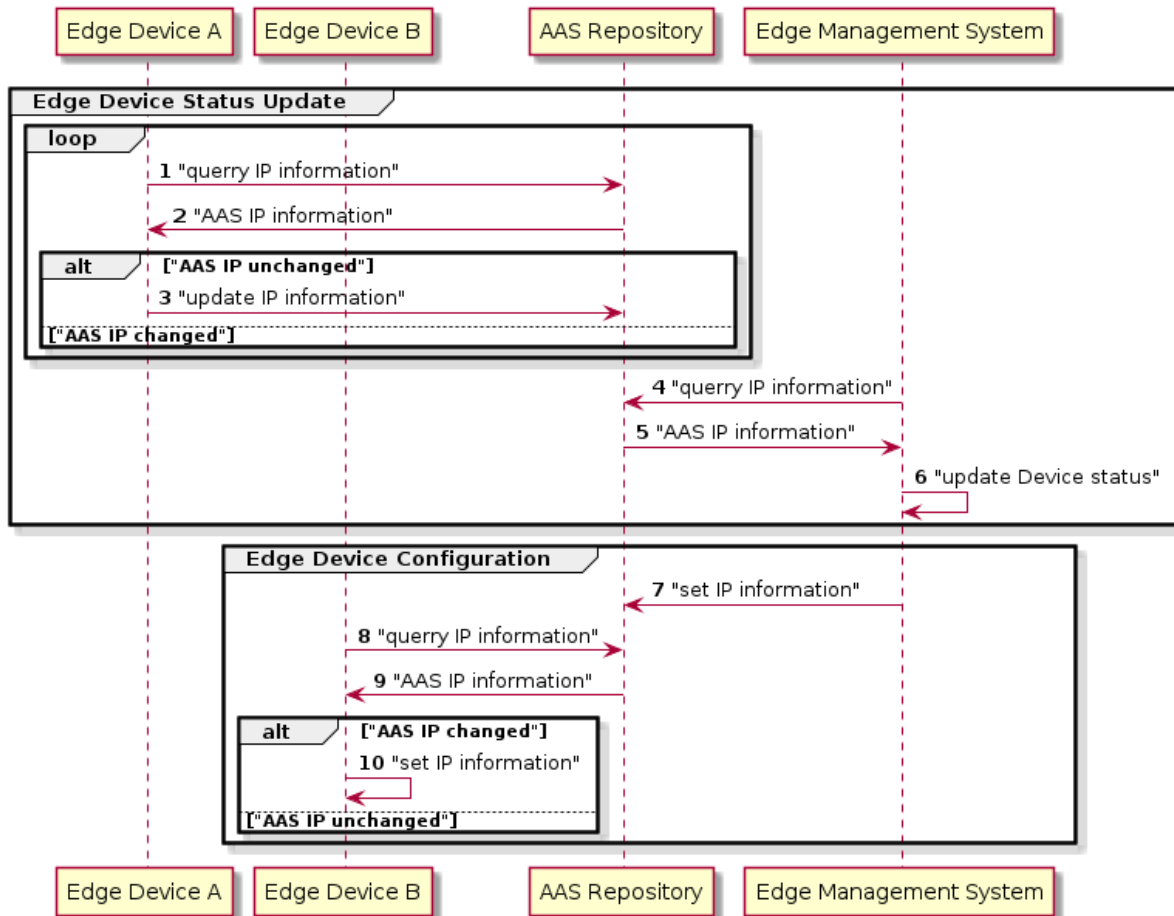 Edge Device A Edge Device B AAS Repository Edge Management System
Edge Device Status Update
loop
1 "querry IP information"
2 "AAS IP information"
alt ["AAS IP unchanged"]
3 "update IP information"
["AAS IP changed"]
4 "querry IP information"
5 "AAS IP information"
6 "update Device status"
Edge Device Configuration
7 "set IP information"
8 "querry IP information"
9 "AAS IP information"
alt ["AAS IP changed"]
10 "set IP information"
["AAS IP unchanged"]
Edge Device A Edge Device B AAS Repository Edge Management System